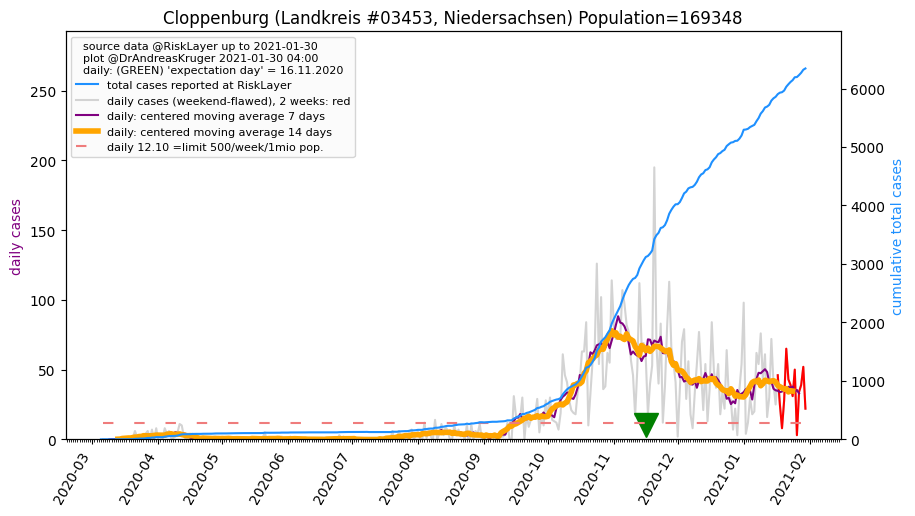 Cloppenburg (Landkreis #03453, Niedersachsen) Population=169348
source data @RiskLayer up to 2021-01-30
plot @DrAndreasKruger 2021-01-30 04:00
daily: (GREEN) 'expectation day' = 16.11.2020
total cases reported at RiskLayer
daily cases (weekend-flawed), 2 weeks: red
daily: centered moving average 7 days
daily: centered moving average 14 days
daily 12.10 =limit 500/week/1mio pop.
daily cases
250
200
150
100
50
0
cumulative total cases
6000
5000
4000
3000
2000
1000
0
2020-03
2020-04
2020-05
2020-06
2020-07
2020-08
2020-09
2020-10
2020-11
2020-12
2021-01
2021-02